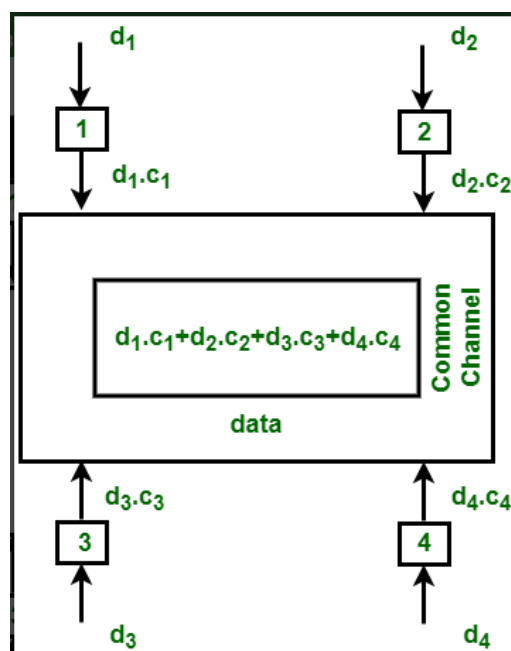 d₁ d₂
1 2
d₁.c₁ d₂.c₂
d₁.c₁+d₂.c₂+d₃.c₃+d₄.c₄
Common
Channel
data
d₃.c₃ d₄.c₄
3 4
d₃ d₄